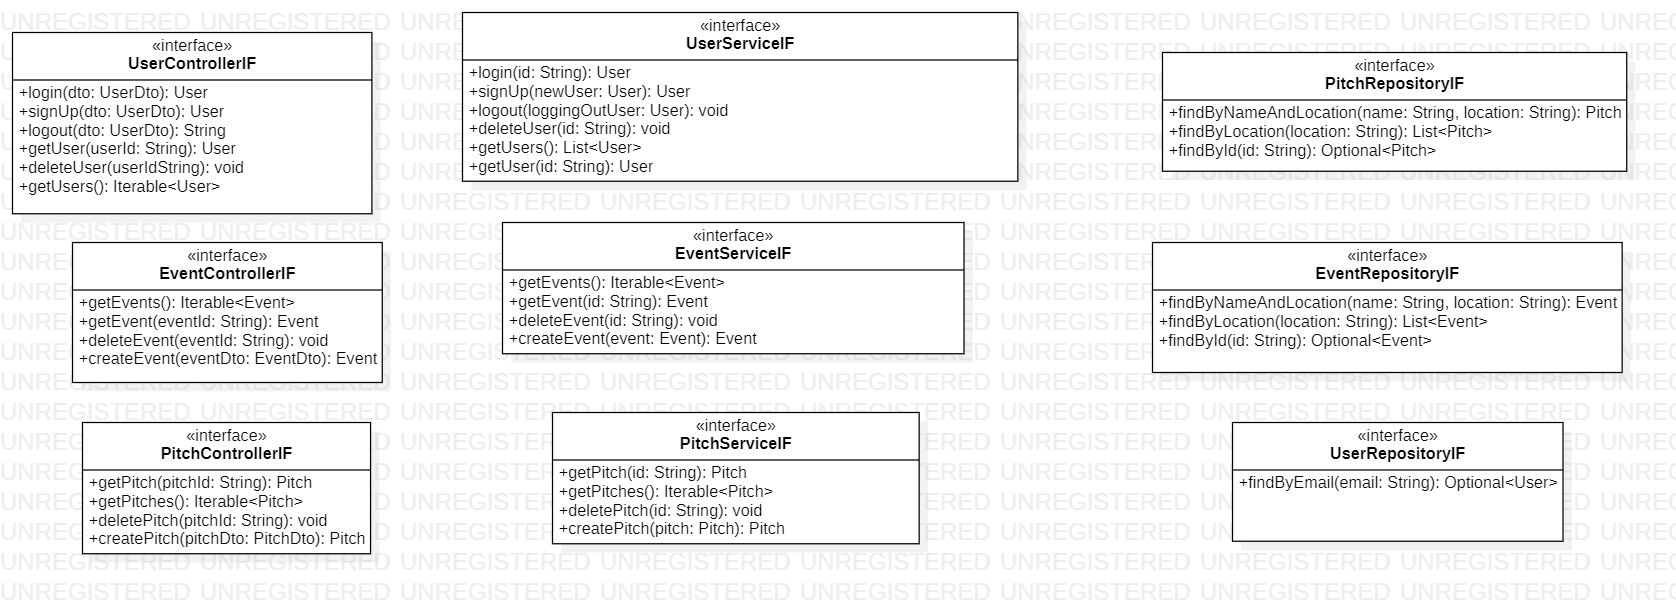 «interface»
UserControllerIF
+login(dto: UserDto): User
+signUp(dto: UserDto): User
+logout(dto: UserDto): String
+getUser(userId: String): User
+deleteUser(userIdString): void
+getUsers(): Iterable<User>
«interface»
UserServiceIF
+login(id: String): User
+signUp(newUser: User): User
+logout(loggingOutUser: User): void
+deleteUser(id: String): void
+getUsers(): List<User>
+getUser(id: String): User
«interface»
PitchRepositoryIF
+findByNameAndLocation(name: String, location: String): Pitch
+findByLocation(location: String): List<Pitch>
+findById(id: String): Optional<Pitch>
«interface»
EventControllerIF
+getEvents(): Iterable<Event>
+getEvent(eventId: String): Event
+deleteEvent(eventId: String): void
+createEvent(eventDto: EventDto): Event
«interface»
EventServiceIF
+getEvents(): Iterable<Event>
+getEvent(id: String): Event
+deleteEvent(id: String): void
+createEvent(event: Event): Event
«interface»
EventRepositoryIF
+findByNameAndLocation(name: String, location: String): Event
+findByLocation(location: String): List<Event>
+findById(id: String): Optional<Event>
«interface»
PitchControllerIF
+getPitch(pitchId: String): Pitch
+getPitches(): Iterable<Pitch>
+deletePitch(pitchId: String): void
+createPitch(pitchDto: PitchDto): Pitch
«interface»
PitchServiceIF
+getPitch(id: String): Pitch
+getPitches(): Iterable<Pitch>
+deletePitch(id: String): void
+createPitch(pitch: Pitch): Pitch
«interface»
UserRepositoryIF
+findByEmail(email: String): Optional<User>
UNREGISTERED UNREGISTERED UNREGISTERED UNREGISTERED UNREGISTERED UNREGISTERED UNREGISTERED UNREGISTERED